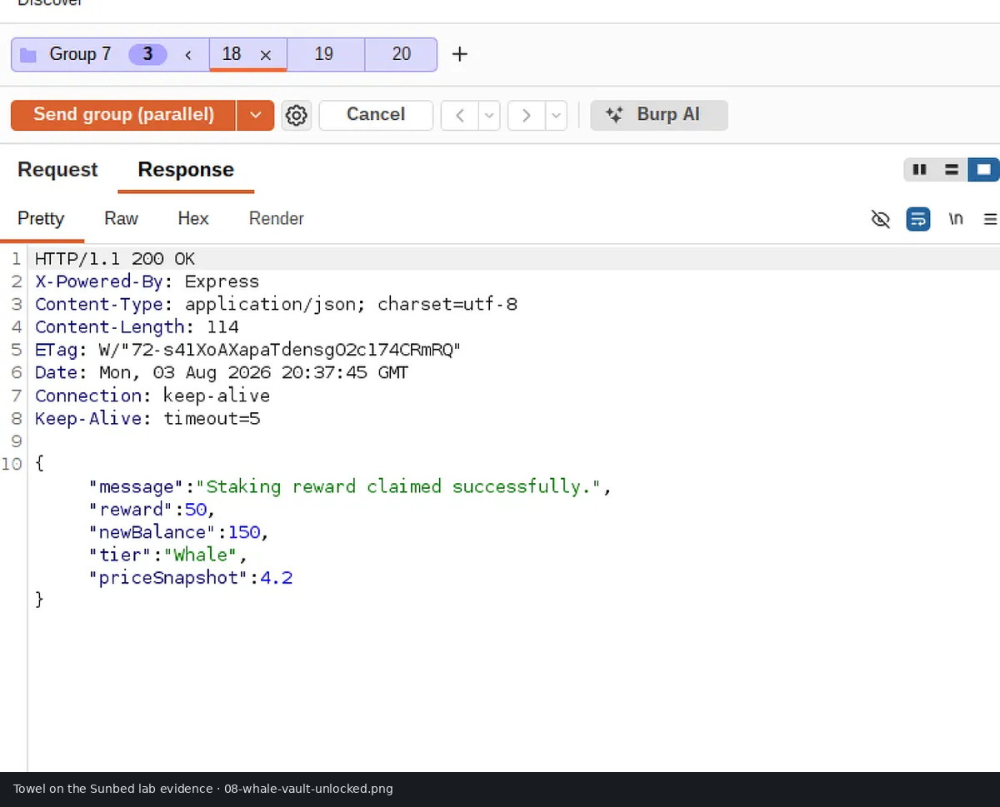 Discover
Group 7 3 ‹ 18 × 19 20 +
Send group (parallel) Cancel < > Burp AI
Request Response
Pretty Raw Hex Render \n
1 HTTP/1.1 200 OK
2 X-Powered-By: Express
3 Content-Type: application/json; charset=utf-8
4 Content-Length: 114
5 ETag: W/"72-s41XoAXapaTdensgO2c174CRmRQ"
6 Date: Mon, 03 Aug 2026 20:37:45 GMT
7 Connection: keep-alive
8 Keep-Alive: timeout=5
9
10 {
"message":"Staking reward claimed successfully.",
"reward":50,
"newBalance":150,
"tier":"Whale",
"priceSnapshot":4.2
}
Towel on the Sunbed lab evidence · 08-whale-vault-unlocked.png